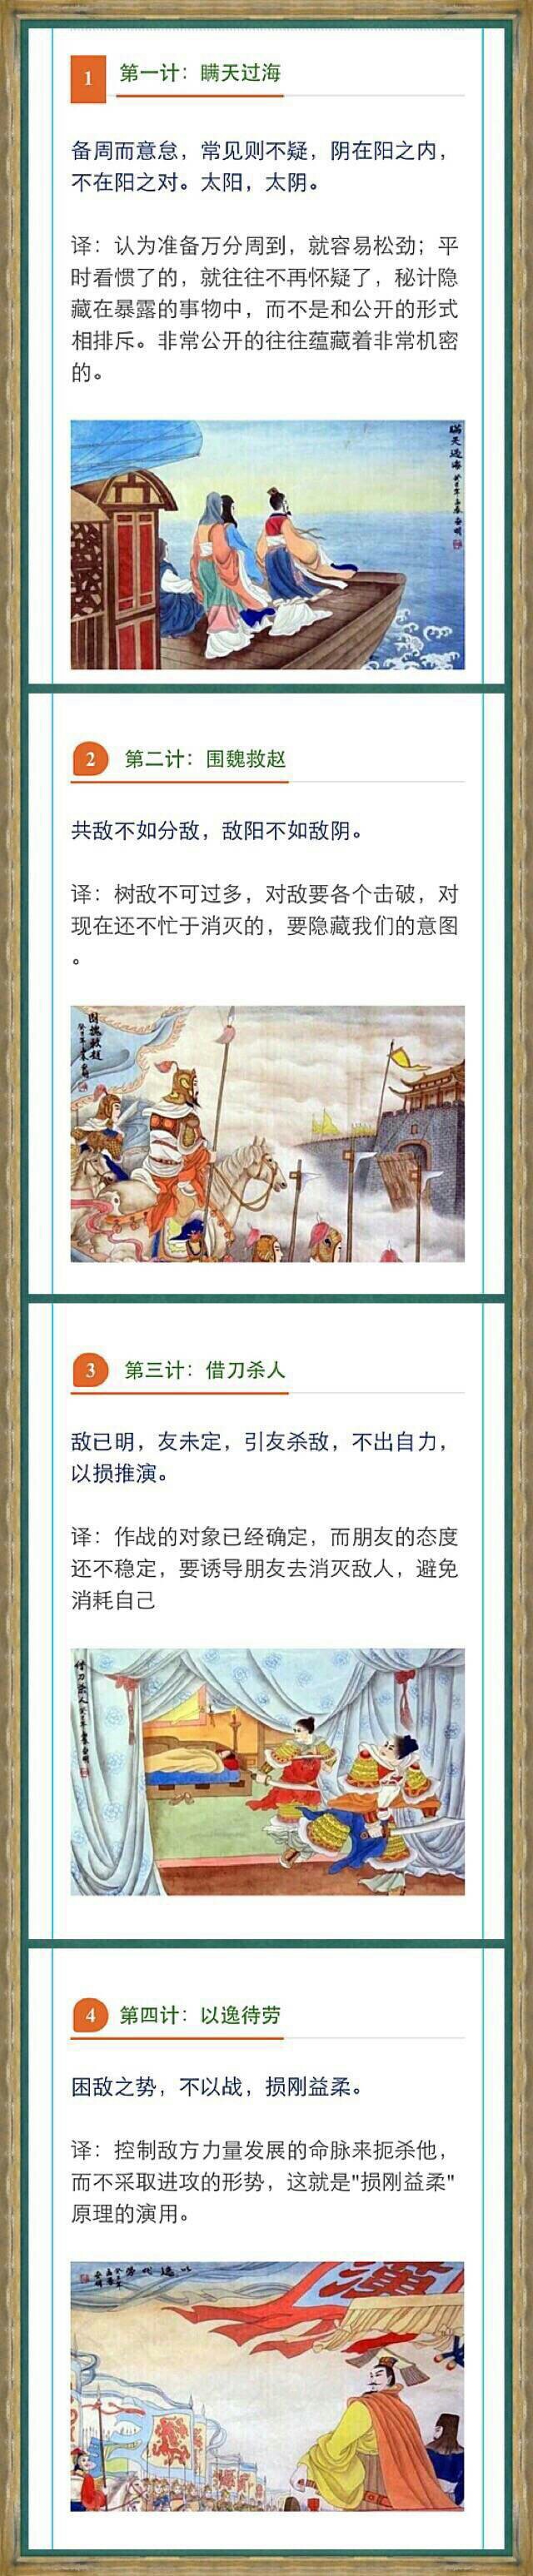 1
第一计：瞒天过海
备周而意怠，常见则不疑，阴在阳之内，
不在阳之对。太阳，太阴。
译：认为准备万分周到，就容易松劲；平
时看惯了的，就往往不再怀疑了，秘计隐
藏在暴露的事物中，而不是和公开的形式
相排斥。非常公开的往往蕴藏着非常机密
的。
瞒天过海
2
第二计：围魏救赵
共敌不如分敌，敌阳不如敌阴。
译：树敌不可过多，对敌要各个击破，对
现在还不忙于消灭的，要隐藏我们的意图
。
3
第三计：借刀杀人
敌已明，友未定，引友杀敌，不出自力，
以损推演。
译：作战的对象已经确定，而朋友的态度
还不稳定，要诱导朋友去消灭敌人，避免
消耗自己
借刀杀人
4
第四计：以逸待劳
困敌之势，不以战，损刚益柔。
译：控制敌方力量发展的命脉来扼杀他，
而不采取进攻的形势，这就是"损刚益柔"
原理的演用。
漢